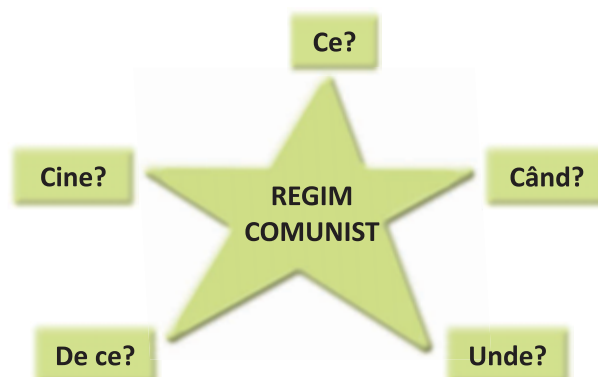 Ce?
Cine?
Când?
REGIM
COMUNIST
De ce?
Unde?